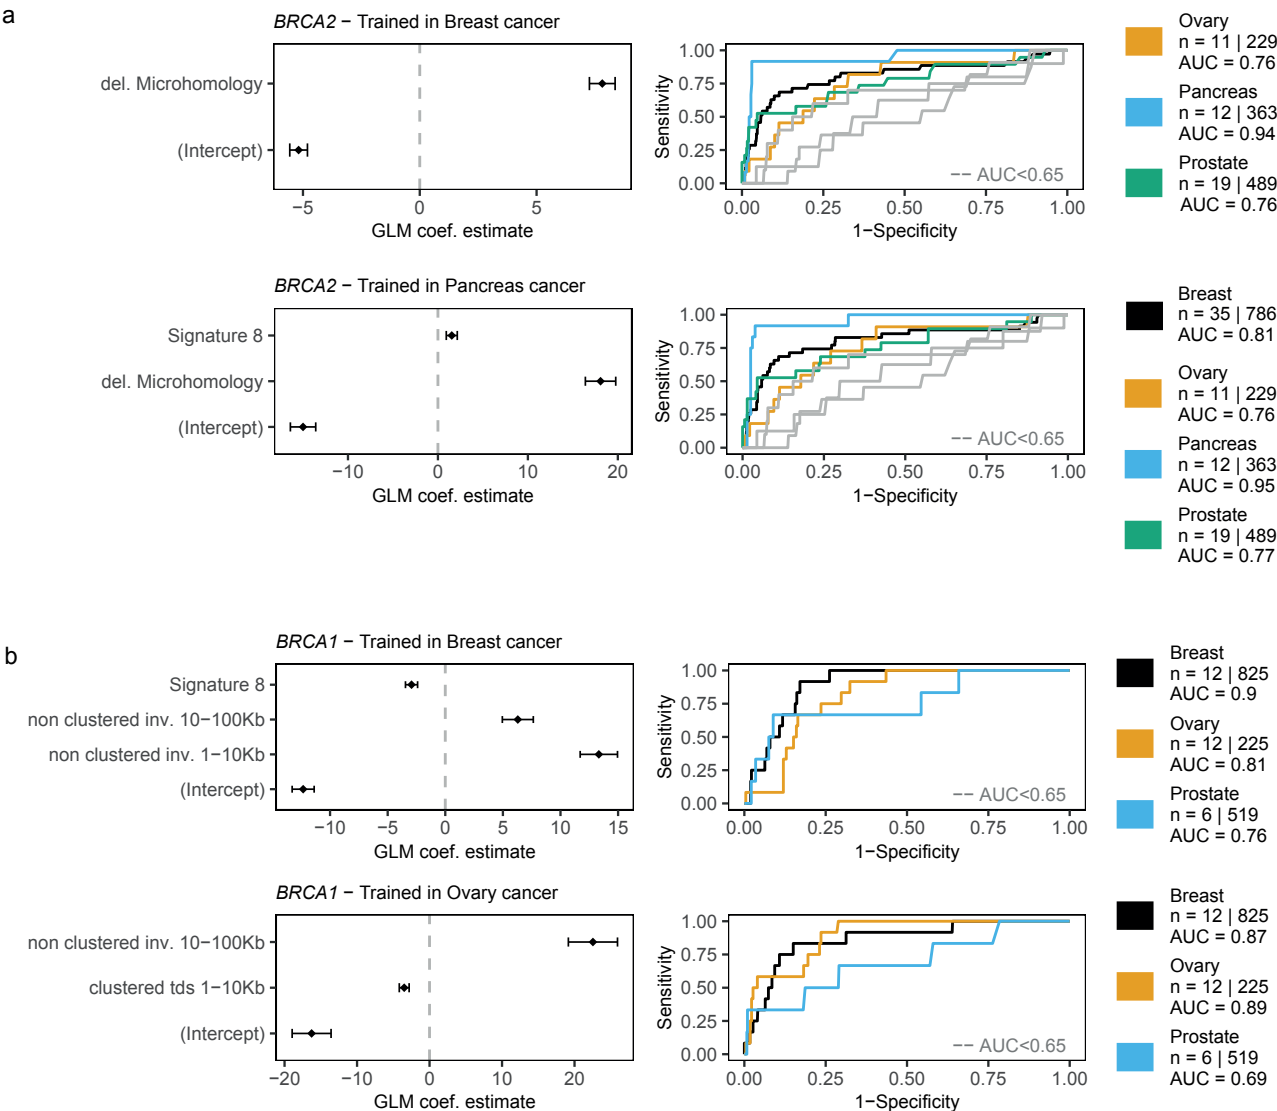 a
BRCA2 − Trained in Breast cancer
del. Microhomology
(Intercept)
−5
0
5
GLM coef. estimate
Sensitivity
1.00
0.75
0.50
0.25
0.00
−− AUC<0.65
0.00
0.25
0.50
0.75
1.00
1−Specificity
Ovary
n = 11 | 229
AUC = 0.76
Pancreas
n = 12 | 363
AUC = 0.94
Prostate
n = 19 | 489
AUC = 0.76
BRCA2 − Trained in Pancreas cancer
Signature 8
del. Microhomology
(Intercept)
−10
0
10
20
GLM coef. estimate
Sensitivity
1.00
0.75
0.50
0.25
0.00
−− AUC<0.65
0.00
0.25
0.50
0.75
1.00
1−Specificity
Breast
n = 35 | 786
AUC = 0.81
Ovary
n = 11 | 229
AUC = 0.76
Pancreas
n = 12 | 363
AUC = 0.95
Prostate
n = 19 | 489
AUC = 0.77
b
BRCA1 − Trained in Breast cancer
Signature 8
non clustered inv. 10−100Kb
non clustered inv. 1−10Kb
(Intercept)
−10
−5
0
5
10
15
GLM coef. estimate
Sensitivity
1.00
0.75
0.50
0.25
0.00
−− AUC<0.65
0.00
0.25
0.50
0.75
1.00
1−Specificity
Breast
n = 12 | 825
AUC = 0.9
Ovary
n = 12 | 225
AUC = 0.81
Prostate
n = 6 | 519
AUC = 0.76
BRCA1 − Trained in Ovary cancer
non clustered inv. 10−100Kb
clustered tds 1−10Kb
(Intercept)
−20
−10
0
10
20
GLM coef. estimate
Sensitivity
1.00
0.75
0.50
0.25
0.00
−− AUC<0.65
0.00
0.25
0.50
0.75
1.00
1−Specificity
Breast
n = 12 | 825
AUC = 0.87
Ovary
n = 12 | 225
AUC = 0.89
Prostate
n = 6 | 519
AUC = 0.69